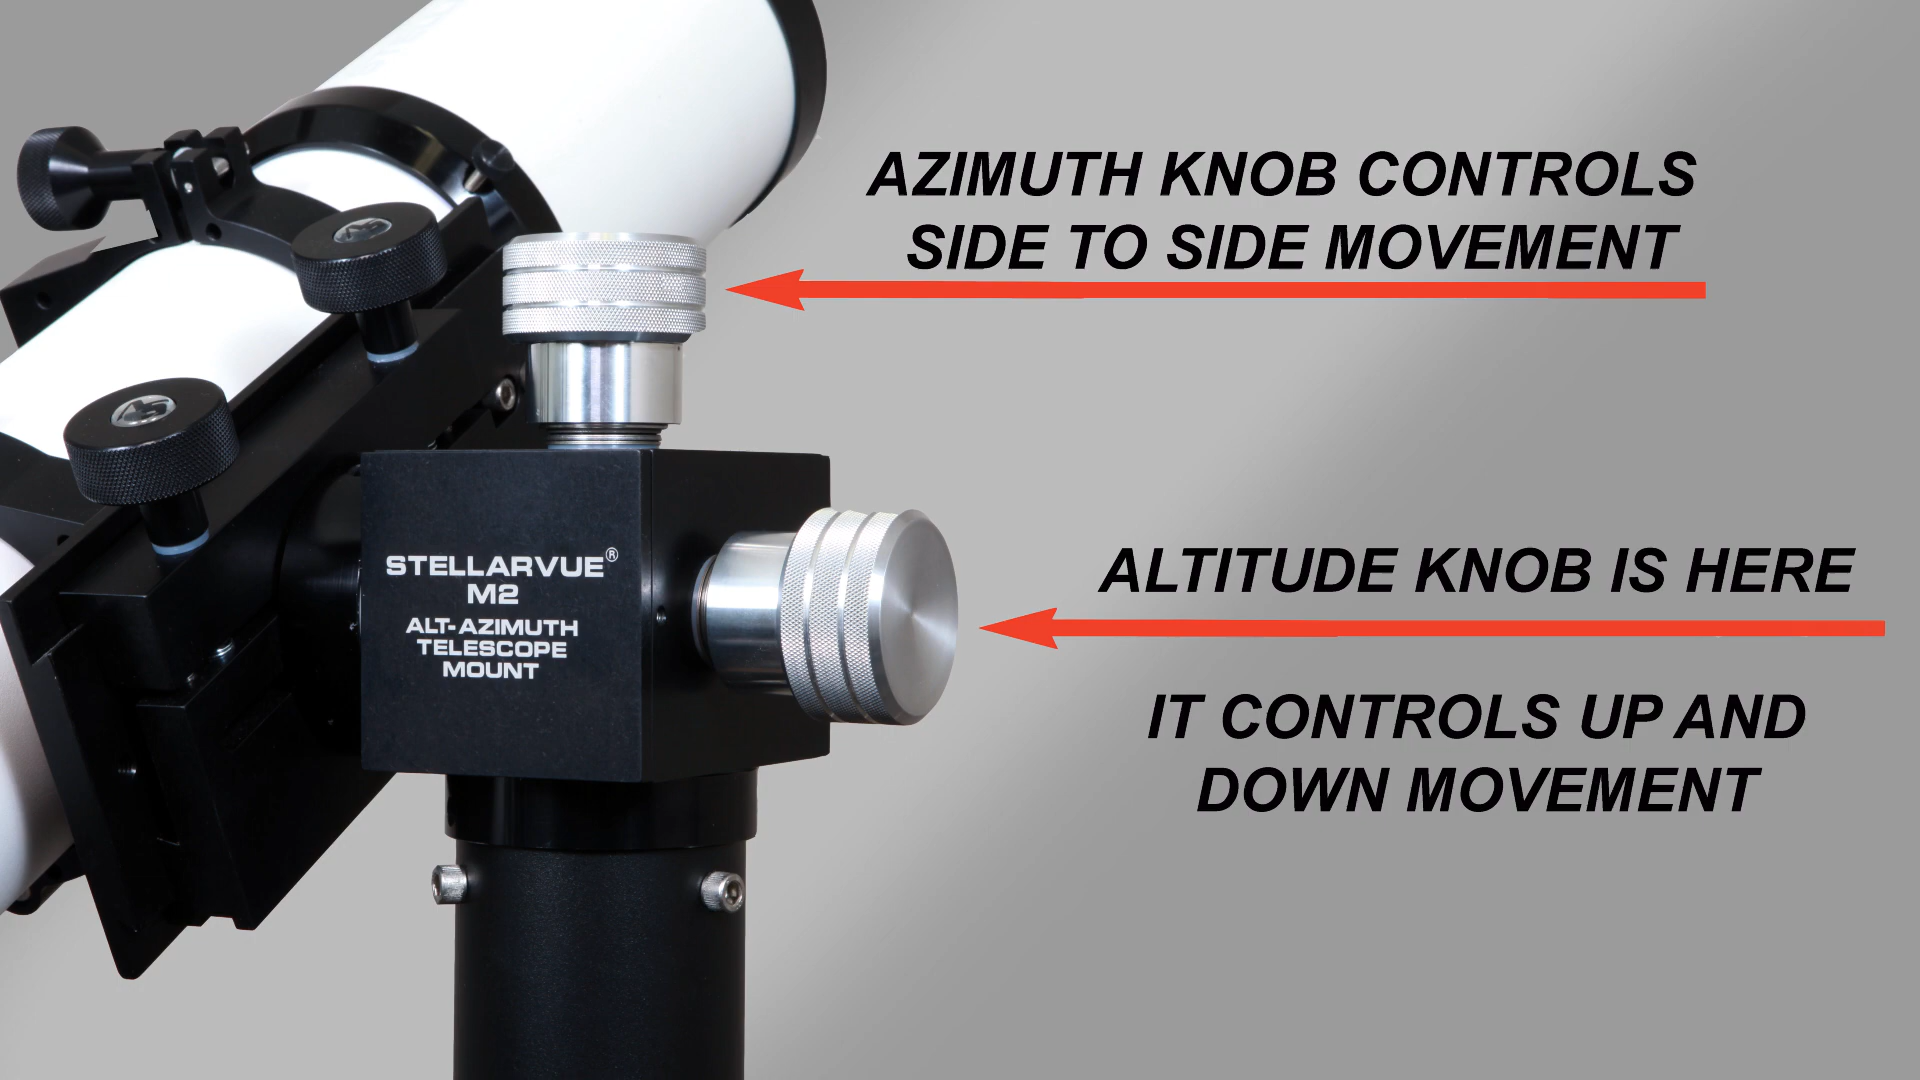 AZIMUTH KNOB CONTROLS
SIDE TO SIDE MOVEMENT
STELLARVUE®
M2
ALT-AZIMUTH
TELESCOPE
MOUNT
ALTITUDE KNOB IS HERE
IT CONTROLS UP AND
DOWN MOVEMENT